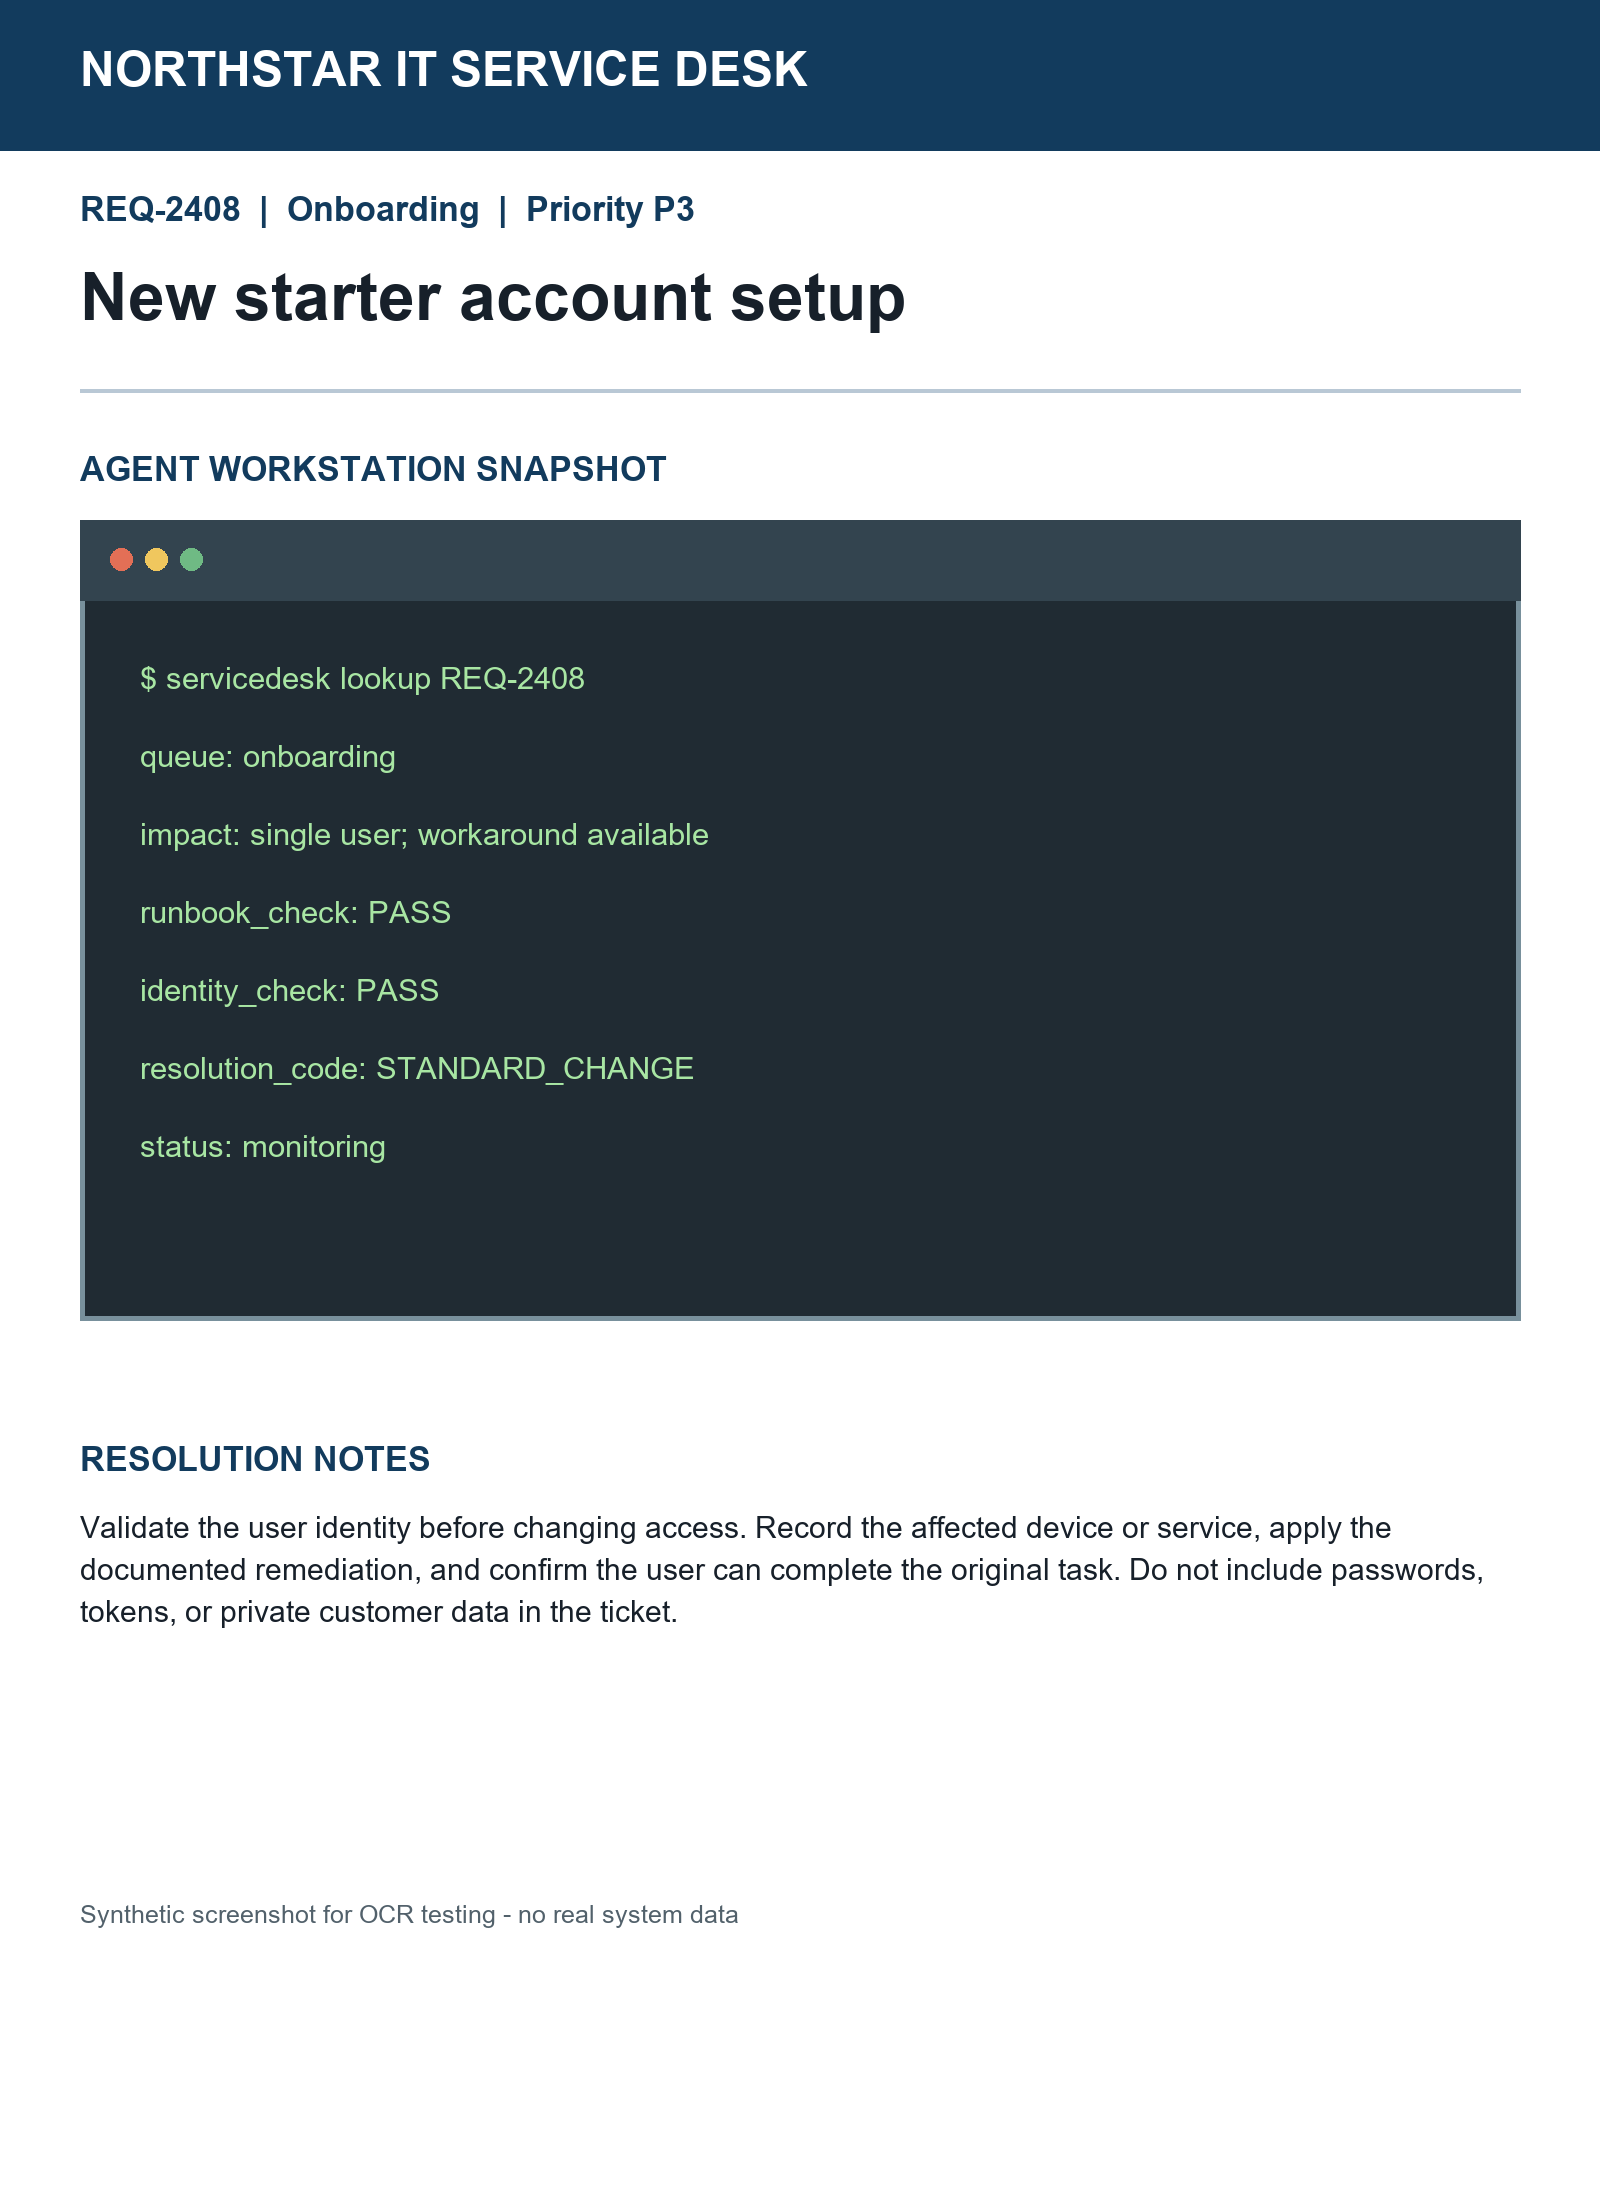 NORTHSTAR IT SERVICE DESK
REQ-2408 | Onboarding | Priority P3
New starter account setup
AGENT WORKSTATION SNAPSHOT
$ servicedesk lookup REQ-2408
queue: onboarding
impact: single user; workaround available
runbook_check: PASS
identity_check: PASS
resolution_code: STANDARD_CHANGE
status: monitoring
RESOLUTION NOTES
Validate the user identity before changing access. Record the affected device or service, apply the
documented remediation, and confirm the user can complete the original task. Do not include passwords,
tokens, or private customer data in the ticket.
Synthetic screenshot for OCR testing - no real system data